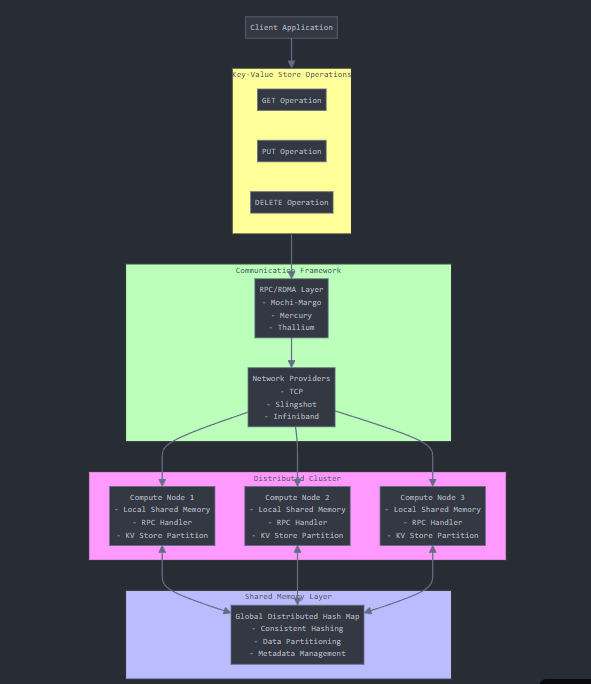 Client Application
Key-Value Store Operations
GET Operation
PUT Operation
DELETE Operation
Communication Framework
RPC/RDMA Layer
- Mochi-Margo
- Mercury
- Thallium
Network Providers
- TCP
- Slingshot
- Infiniband
Distributed Cluster
Compute Node 1
- Local Shared Memory
- RPC Handler
- KV Store Partition
Compute Node 2
- Local Shared Memory
- RPC Handler
- KV Store Partition
Compute Node 3
- Local Shared Memory
- RPC Handler
- KV Store Partition
Shared Memory Layer
Global Distributed Hash Map
- Consistent Hashing
- Data Partitioning
- Metadata Management